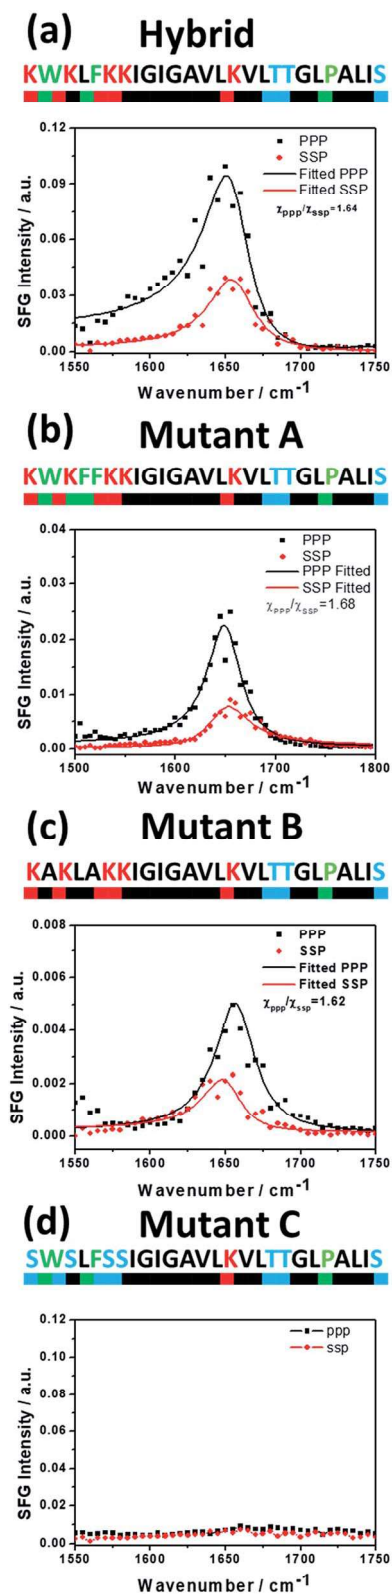 (a) Hybrid
KWKLFKKIGIGAVLKVLTTGLPALIS
0.12
PPP
SSP
Fitted PPP
Fitted SSP
χppp/χssp=1.64
0.09
0.06
0.03
0.00
SFG Intensity / a.u.
1550 1600 1650 1700 1750
Wavenumber / cm-1
(b) Mutant A
KWKFFKKIGIGAVLKVLTTGLPALIS
0.04
PPP
SSP
PPP Fitted
SSP Fitted
χPPP/χSSP=1.68
0.03
0.02
0.01
0.00
SFG Intensity / a.u.
1500 1600 1700 1800
Wavenumber / cm-1
(c) Mutant B
KAKLAKKIGIGAVLKVLTTGLPALIS
0.008
PPP
SSP
Fitted PPP
Fitted SSP
χppp/χssp=1.62
0.006
0.004
0.002
0.000
SFG Intensity / a.u.
1550 1600 1650 1700 1750
Wavenumber / cm-1
(d) Mutant C
SWSLFSSIGIGAVLKVLTTGLPALIS
0.12
ppp
ssp
0.10
0.08
0.06
0.04
0.02
0.00
SFG Intensity / a.u.
1550 1600 1650 1700 1750
Wavenumber / cm-1